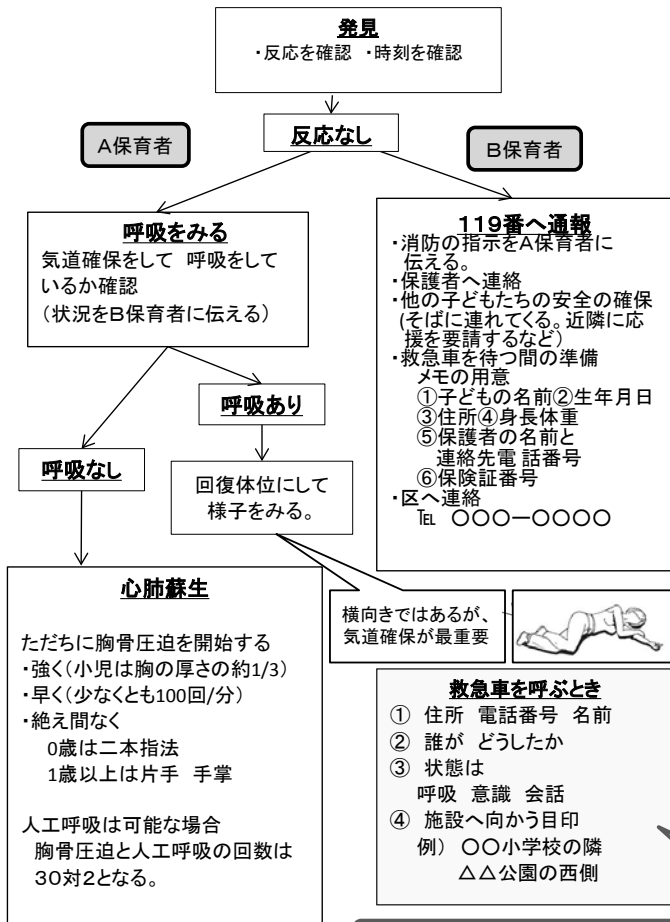 発見
・反応を確認 ・時刻を確認
反応なし
A保育者
B保育者
呼吸をみる
気道確保をして 呼吸をして
いるか確認
（状況をB保育者に伝える）
呼吸あり
呼吸なし
回復体位にして
様子をみる。
119番へ通報
・消防の指示をA保育者に
伝える。
・保護者へ連絡
・他の子どもたちの安全の確保
(そばに連れてくる。近隣に応
援を要請するなど）
・救急車を待つ間の準備
メモの用意
①子どもの名前②生年月日
③住所④身長体重
⑤保護者の名前と
連絡先電 話番号
⑥保険証番号
・区へ連絡
℡ 〇〇〇ー〇〇〇〇
心肺蘇生
ただちに胸骨圧迫を開始する
・強く（小児は胸の厚さの約1/3）
・早く（少なくとも100回/分）
・絶え間なく
0歳は二本指法
1歳以上は片手 手掌
人工呼吸は可能な場合
胸骨圧迫と人工呼吸の回数は
30対2となる。
横向きではあるが、
気道確保が最重要
救急車を呼ぶとき
① 住所 電話番号 名前
② 誰が どうしたか
③ 状態は
呼吸 意識 会話
④ 施設へ向かう目印
例） 〇〇小学校の隣
△△公園の西側